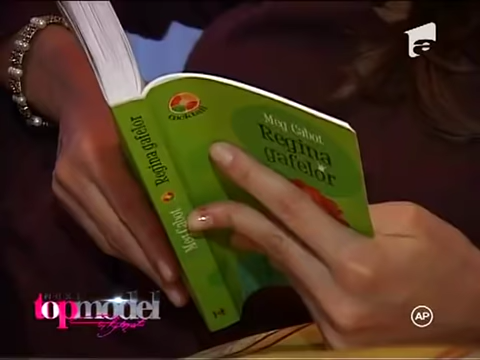 Meg Cabot
Regina
gafelor
Meg Cabot Regina gafelor
a
topmodel
AP